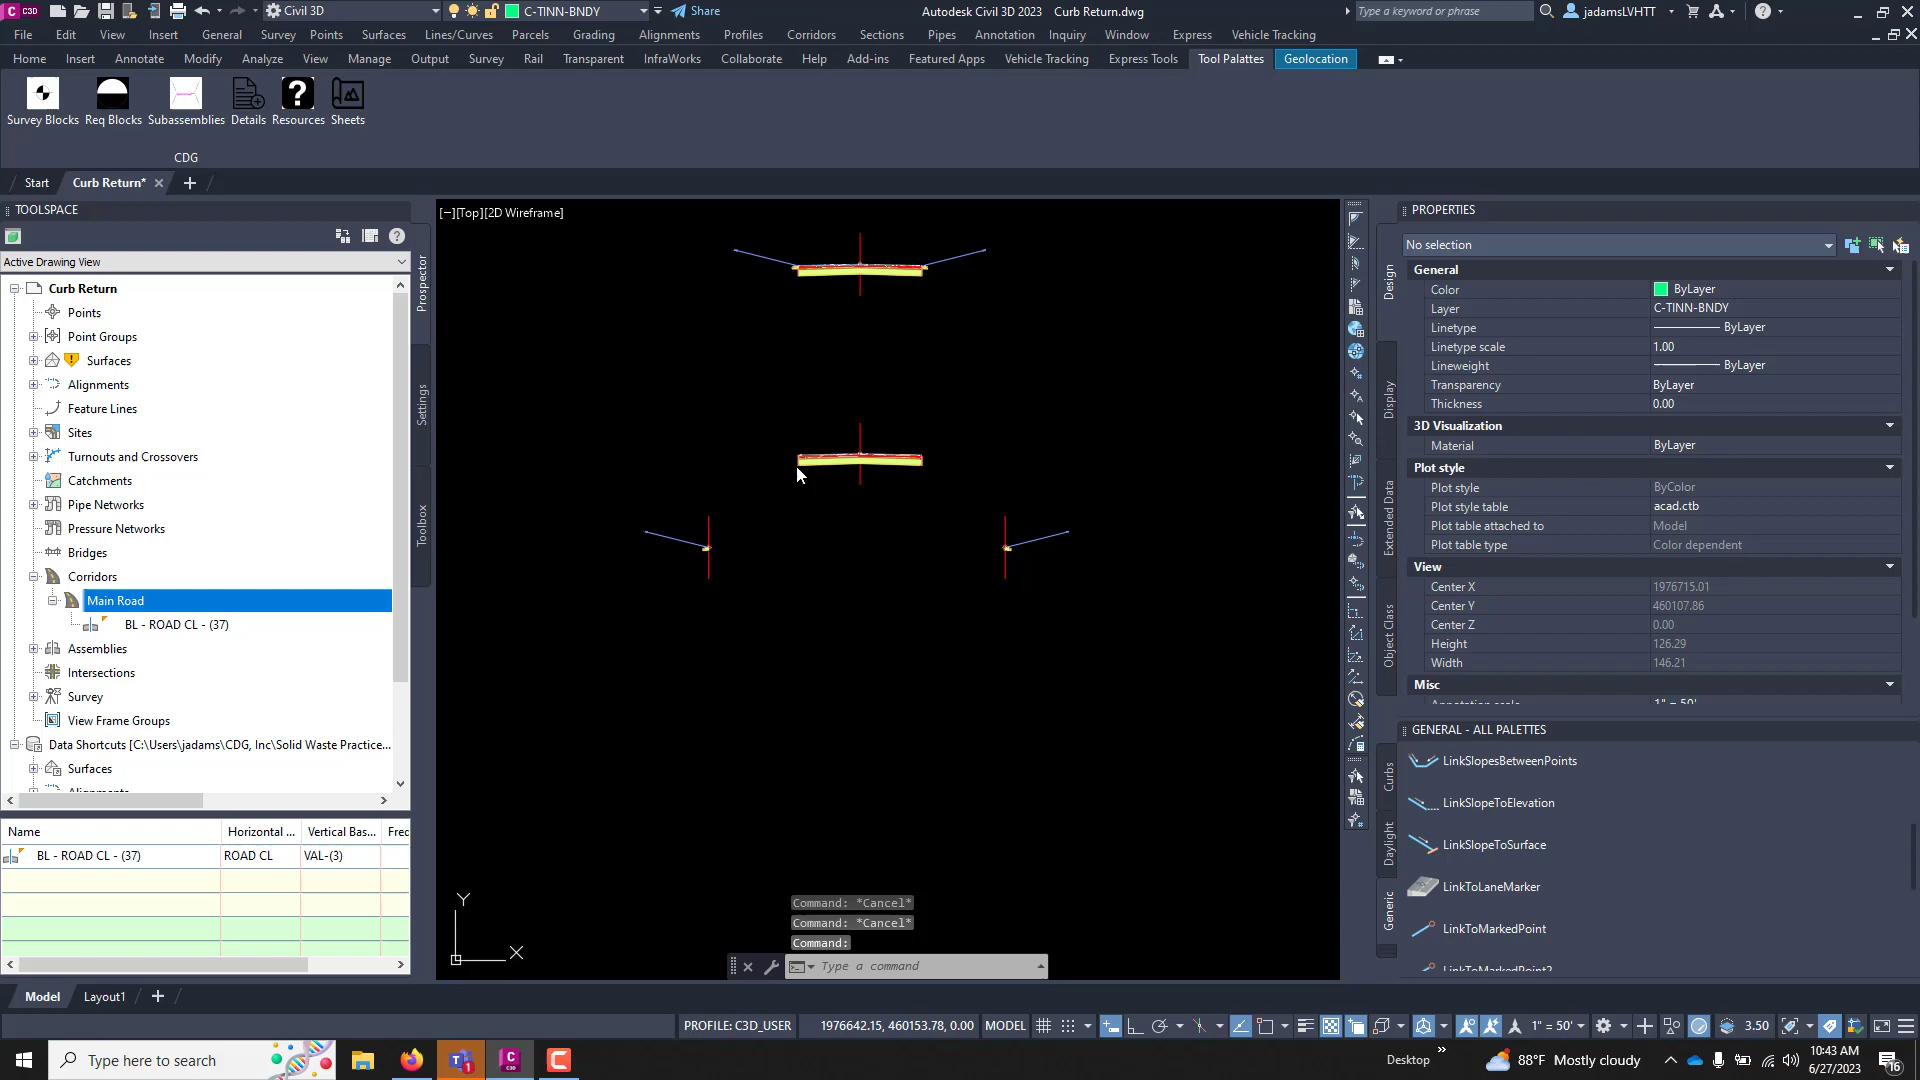 C3D
Civil 3D
C-TINN-BNDY
Share
Autodesk Civil 3D 2023 Curb Return.dwg
Type a keyword or phrase
jadamsLVHTT
File Edit View Insert General Survey Points Surfaces Lines/Curves Parcels Grading Alignments Profiles Corridors Sections Pipes Annotation Inquiry Window Express Vehicle Tracking
Home Insert Annotate Modify Analyze View Manage Output Survey Rail Transparent InfraWorks Collaborate Help Add-ins Featured Apps Vehicle Tracking Express Tools Tool Palettes Geolocation
Survey Blocks Req Blocks Subassemblies Details Resources Sheets
CDG
Start Curb Return*
TOOLSPACE
Active Drawing View
Curb Return
Points
Point Groups
Surfaces
Alignments
Feature Lines
Sites
Turnouts and Crossovers
Catchments
Pipe Networks
Pressure Networks
Bridges
Corridors
Main Road
BL - ROAD CL - (37)
Assemblies
Intersections
Survey
View Frame Groups
Data Shortcuts [C:\Users\jadams\CDG, Inc\Solid Waste Practice...
Surfaces
Alignments
Prospector
Settings
Toolbox
Name Horizontal ... Vertical Bas... Frec
BL - ROAD CL - (37) ROAD CL VAL-(3)
[−][Top][2D Wireframe]
Y
X
Command: *Cancel*
Command: *Cancel*
Command:
Type a command
PROPERTIES
No selection
General
Color ByLayer
Layer C-TINN-BNDY
Linetype ByLayer
Linetype scale 1.00
Lineweight ByLayer
Transparency ByLayer
Thickness 0.00
3D Visualization
Material ByLayer
Plot style
Plot style ByColor
Plot style table acad.ctb
Plot table attached to Model
Plot table type Color dependent
View
Center X 1976715.01
Center Y 460107.86
Center Z 0.00
Height 126.29
Width 146.21
Misc
Annotation scale 1" = 50'
Design
Display
Extended Data
Object Class
GENERAL - ALL PALETTES
LinkSlopesBetweenPoints
LinkSlopeToElevation
LinkSlopeToSurface
LinkToLaneMarker
LinkToMarkedPoint
LinkToMarkedPoint2
Curbs
Daylight
Generic
Model Layout1
PROFILE: C3D_USER 1976642.15, 460153.78, 0.00 MODEL 1" = 50' 3.50
Type here to search
Desktop
88°F Mostly cloudy
10:43 AM
6/27/2023
16